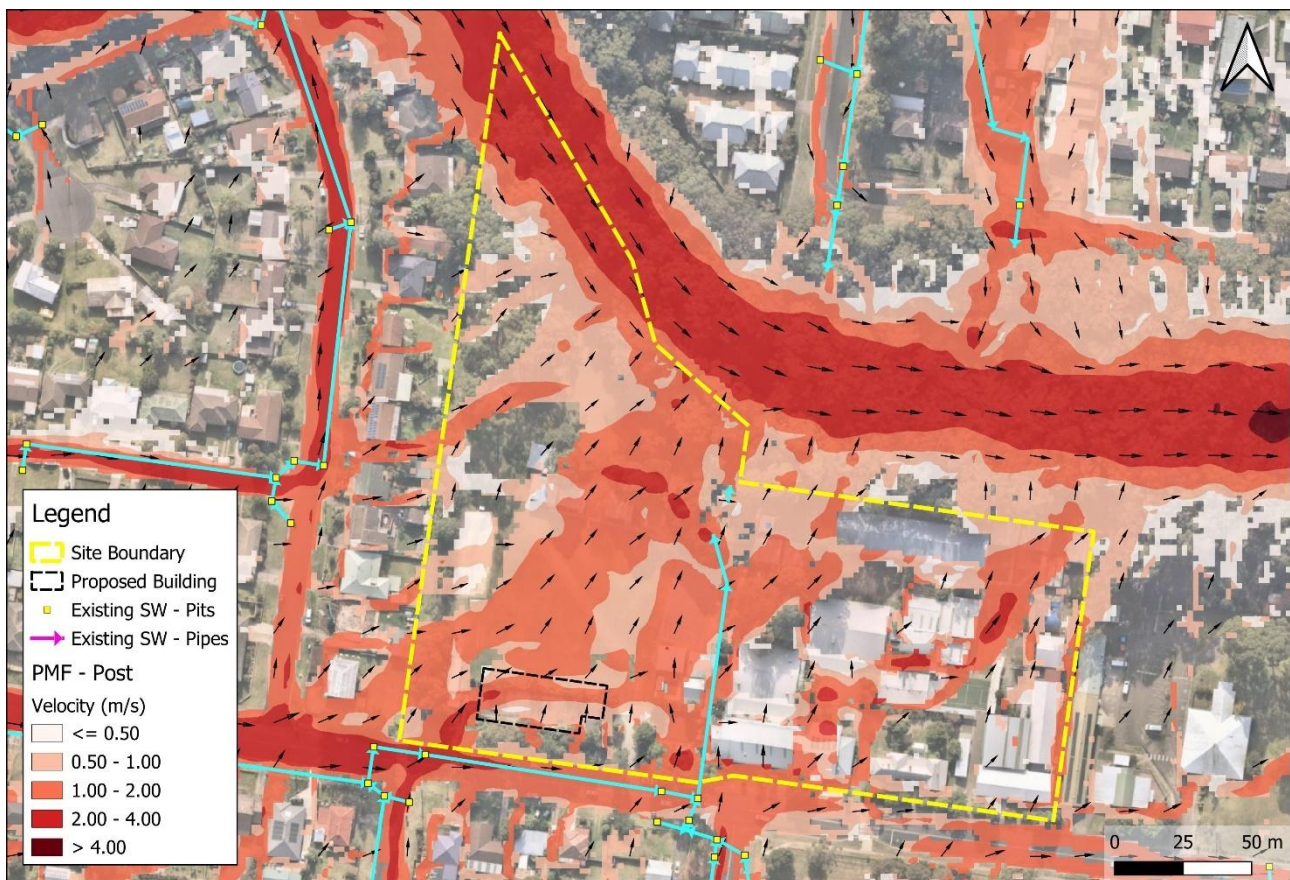 Legend
Site Boundary
Proposed Building
Existing SW - Pits
Existing SW - Pipes
PMF - Post
Velocity (m/s)
<= 0.50
0.50 - 1.00
1.00 - 2.00
2.00 - 4.00
> 4.00
0 25 50 m